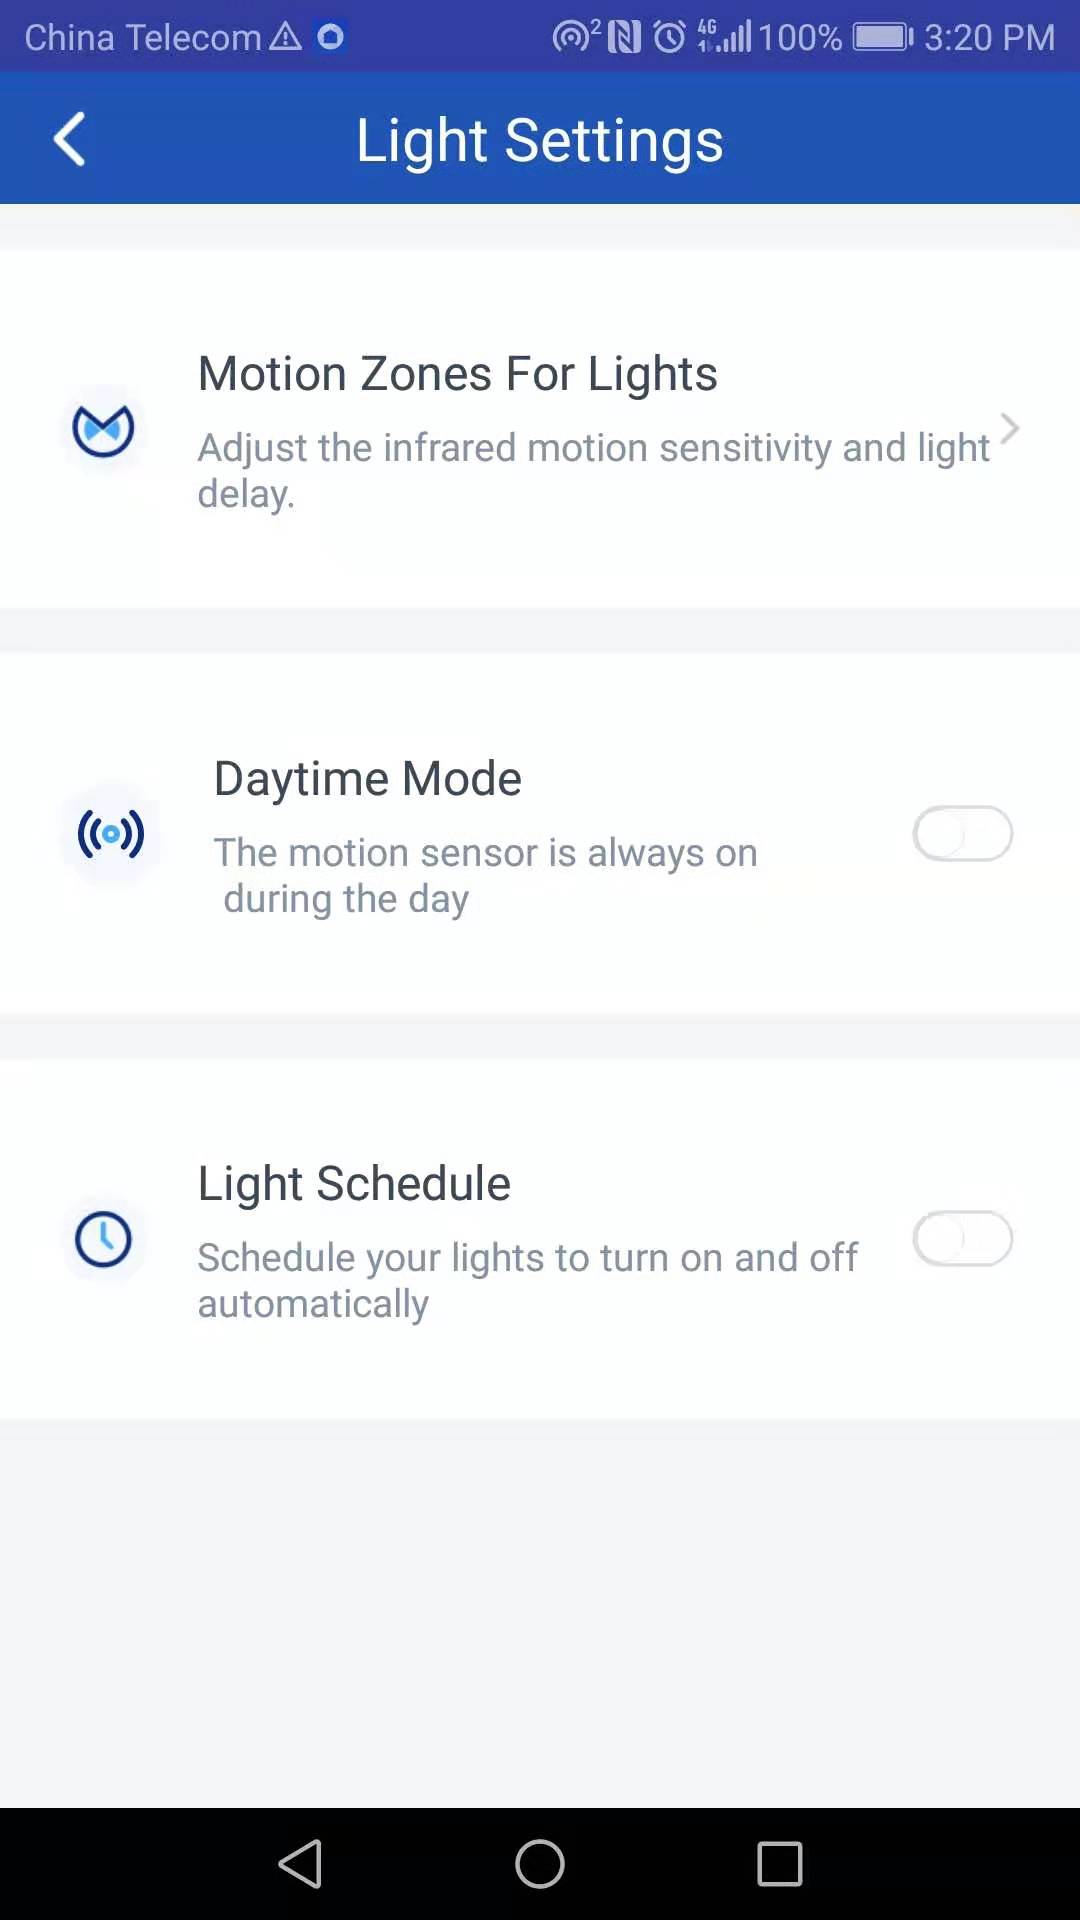 China Telecom 2 4G 1 100% 3:20 PM
Light Settings
Motion Zones For Lights
Adjust the infrared motion sensitivity and light
delay.
Daytime Mode
The motion sensor is always on
during the day
Light Schedule
Schedule your lights to turn on and off
automatically